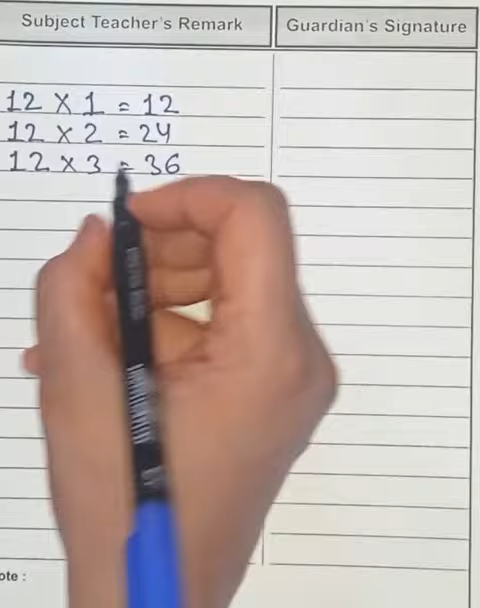 Subject Teacher's Remark
Guardian's Signature
12 X 1 = 12
12 X 2 = 24
12 X 3 = 36
ote :